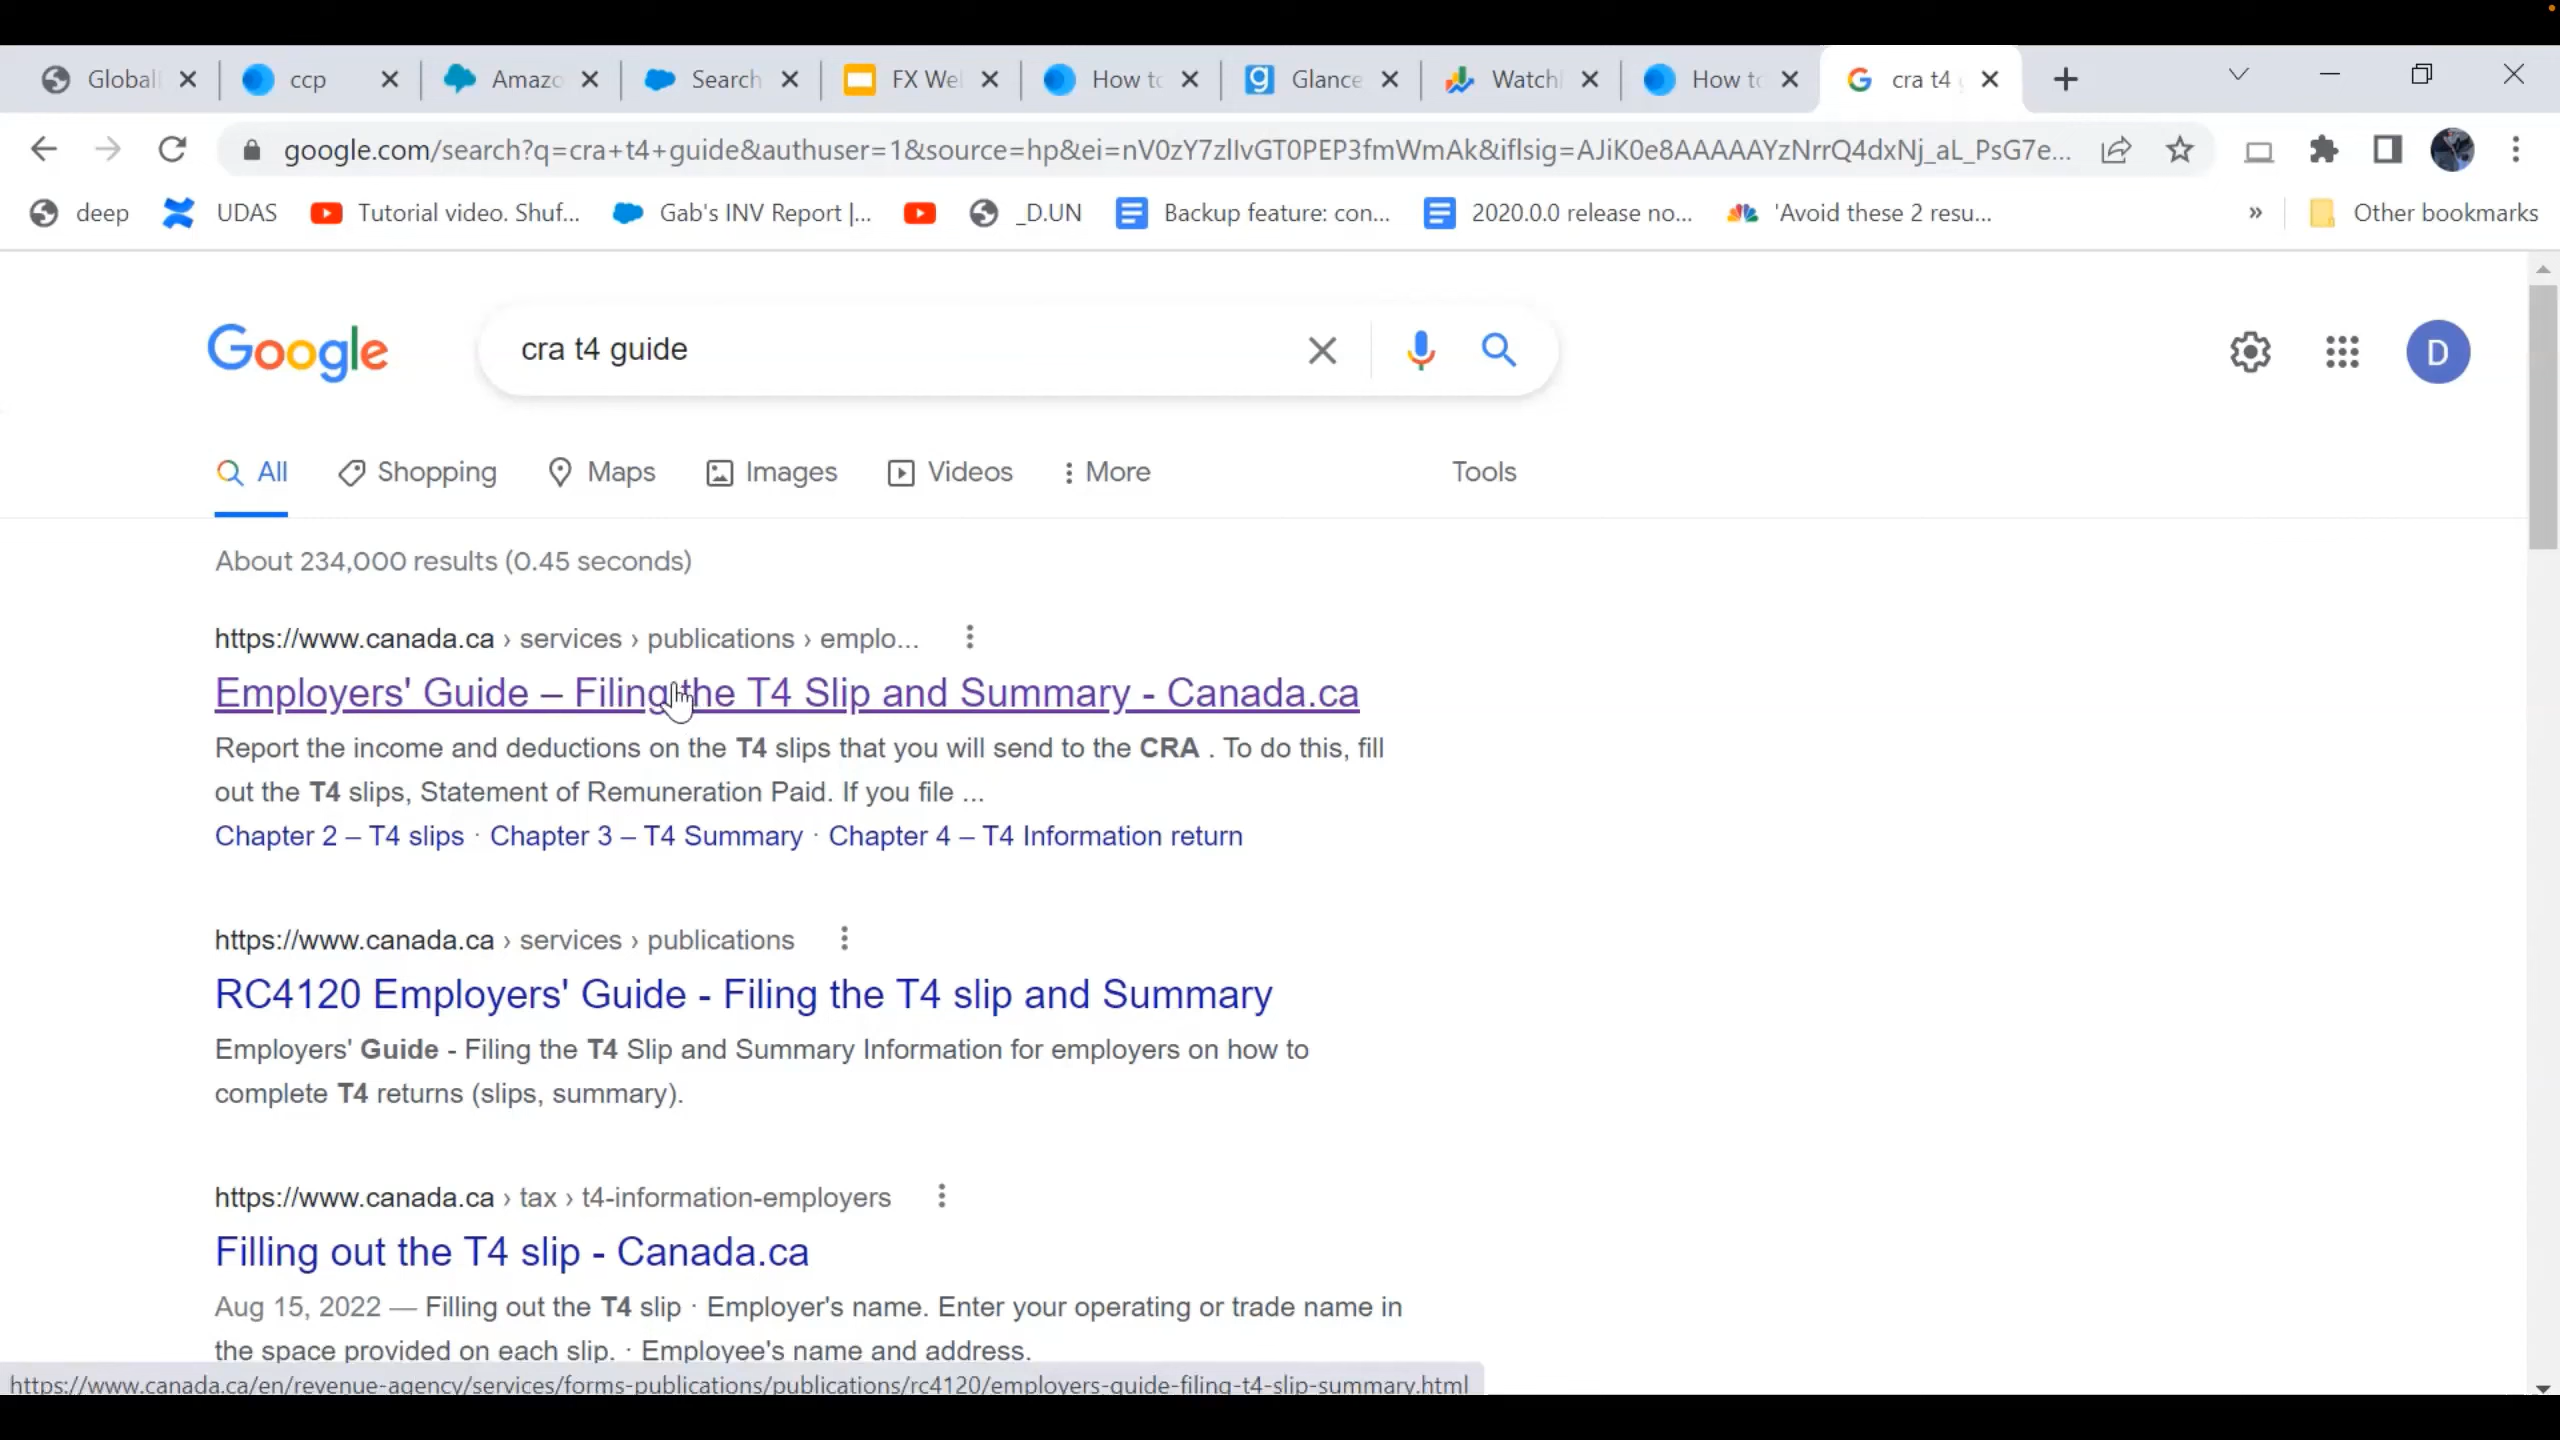 Global
ccp
Amazo
Search
FX Wel
How to
Glance
Watchl
How to
cra t4 g
google.com/search?q=cra+t4+guide&authuser=1&source=hp&ei=nV0zY7zlIvGT0PEP3fmWmAk&iflsig=AJiK0e8AAAAAYzNrrQ4dxNj_aL_PsG7e...
deep
UDAS
Tutorial video. Shuf...
Gab's INV Report |...
_D.UN
Backup feature: con...
2020.0.0 release no...
'Avoid these 2 resu...
»
Other bookmarks
Google
cra t4 guide
D
All
Shopping
Maps
Images
Videos
More
Tools
About 234,000 results (0.45 seconds)
https://www.canada.ca › services › publications › emplo...
Employers' Guide – Filing the T4 Slip and Summary - Canada.ca
Report the income and deductions on the T4 slips that you will send to the CRA . To do this, fill
out the T4 slips, Statement of Remuneration Paid. If you file ...
Chapter 2 – T4 slips · Chapter 3 – T4 Summary · Chapter 4 – T4 Information return
https://www.canada.ca › services › publications
RC4120 Employers' Guide - Filing the T4 slip and Summary
Employers' Guide - Filing the T4 Slip and Summary Information for employers on how to
complete T4 returns (slips, summary).
https://www.canada.ca › tax › t4-information-employers
Filling out the T4 slip - Canada.ca
Aug 15, 2022 — Filling out the T4 slip · Employer's name. Enter your operating or trade name in
the space provided on each slip. · Employee's name and address.
https://www.canada.ca/en/revenue-agency/services/forms-publications/publications/rc4120/employers-guide-filing-t4-slip-summary.html